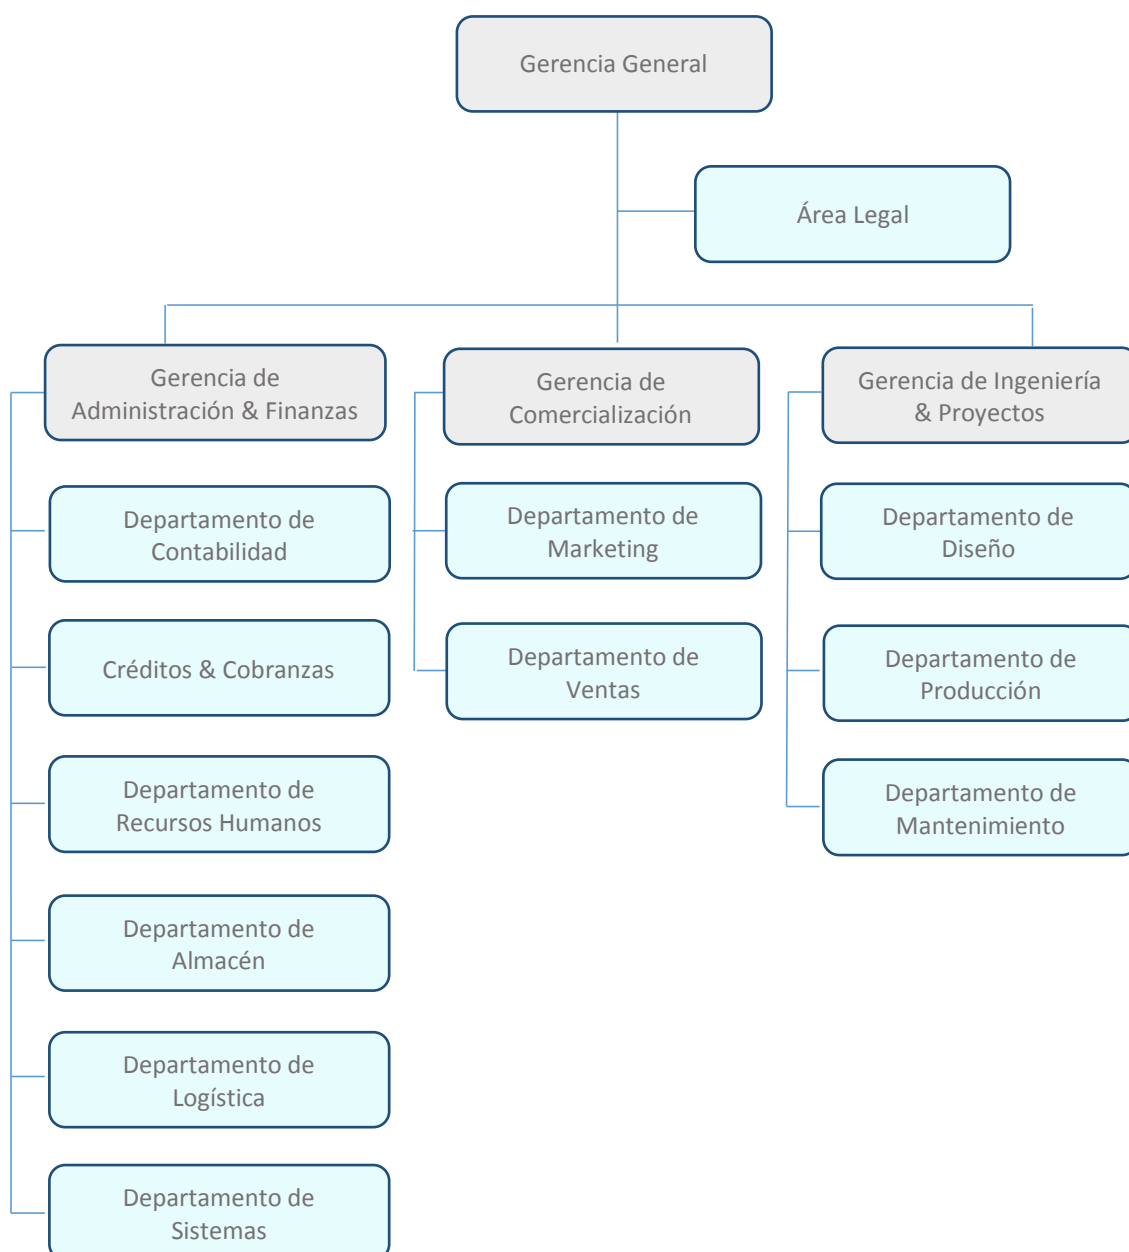 Gerencia General
Área Legal
Gerencia de
Administración & Finanzas
Gerencia de
Comercialización
Gerencia de Ingeniería
& Proyectos
Departamento de
Contabilidad
Departamento de
Marketing
Departamento de
Diseño
Créditos & Cobranzas
Departamento de
Ventas
Departamento de
Producción
Departamento de
Recursos Humanos
Departamento de
Mantenimiento
Departamento de
Almacén
Departamento de
Logística
Departamento de
Sistemas